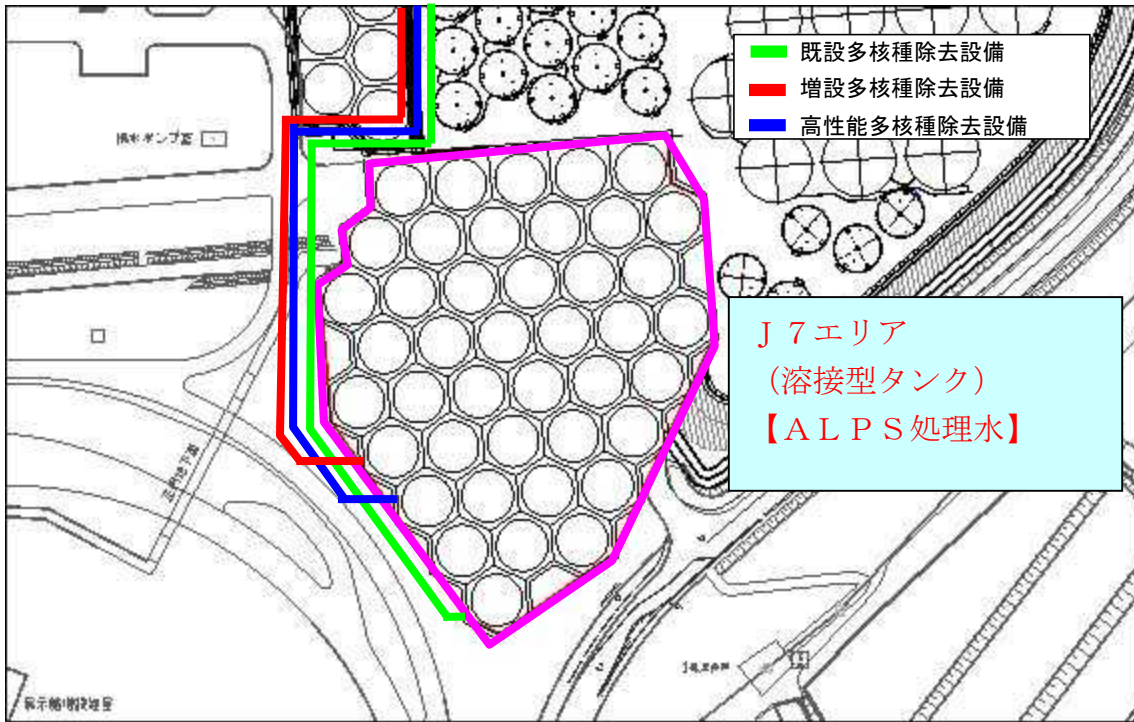 既設多核種除去設備
増設多核種除去設備
高性能多核種除去設備
Ｊ７エリア
（溶接型タンク）
【ＡＬＰＳ処理水】